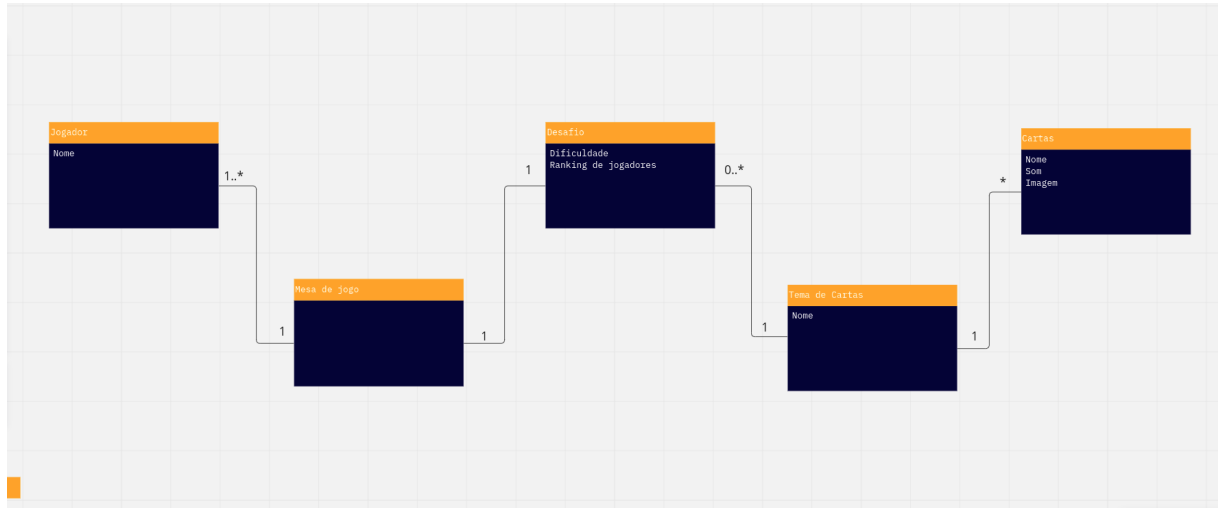 Jogador
Nome
1..*
1
Mesa de jogo
1
1
Desafio
Dificuldade
Ranking de jogadores
0..*
1
Tema de Cartas
Nome
1
*
Cartas
Nome
Som
Imagem